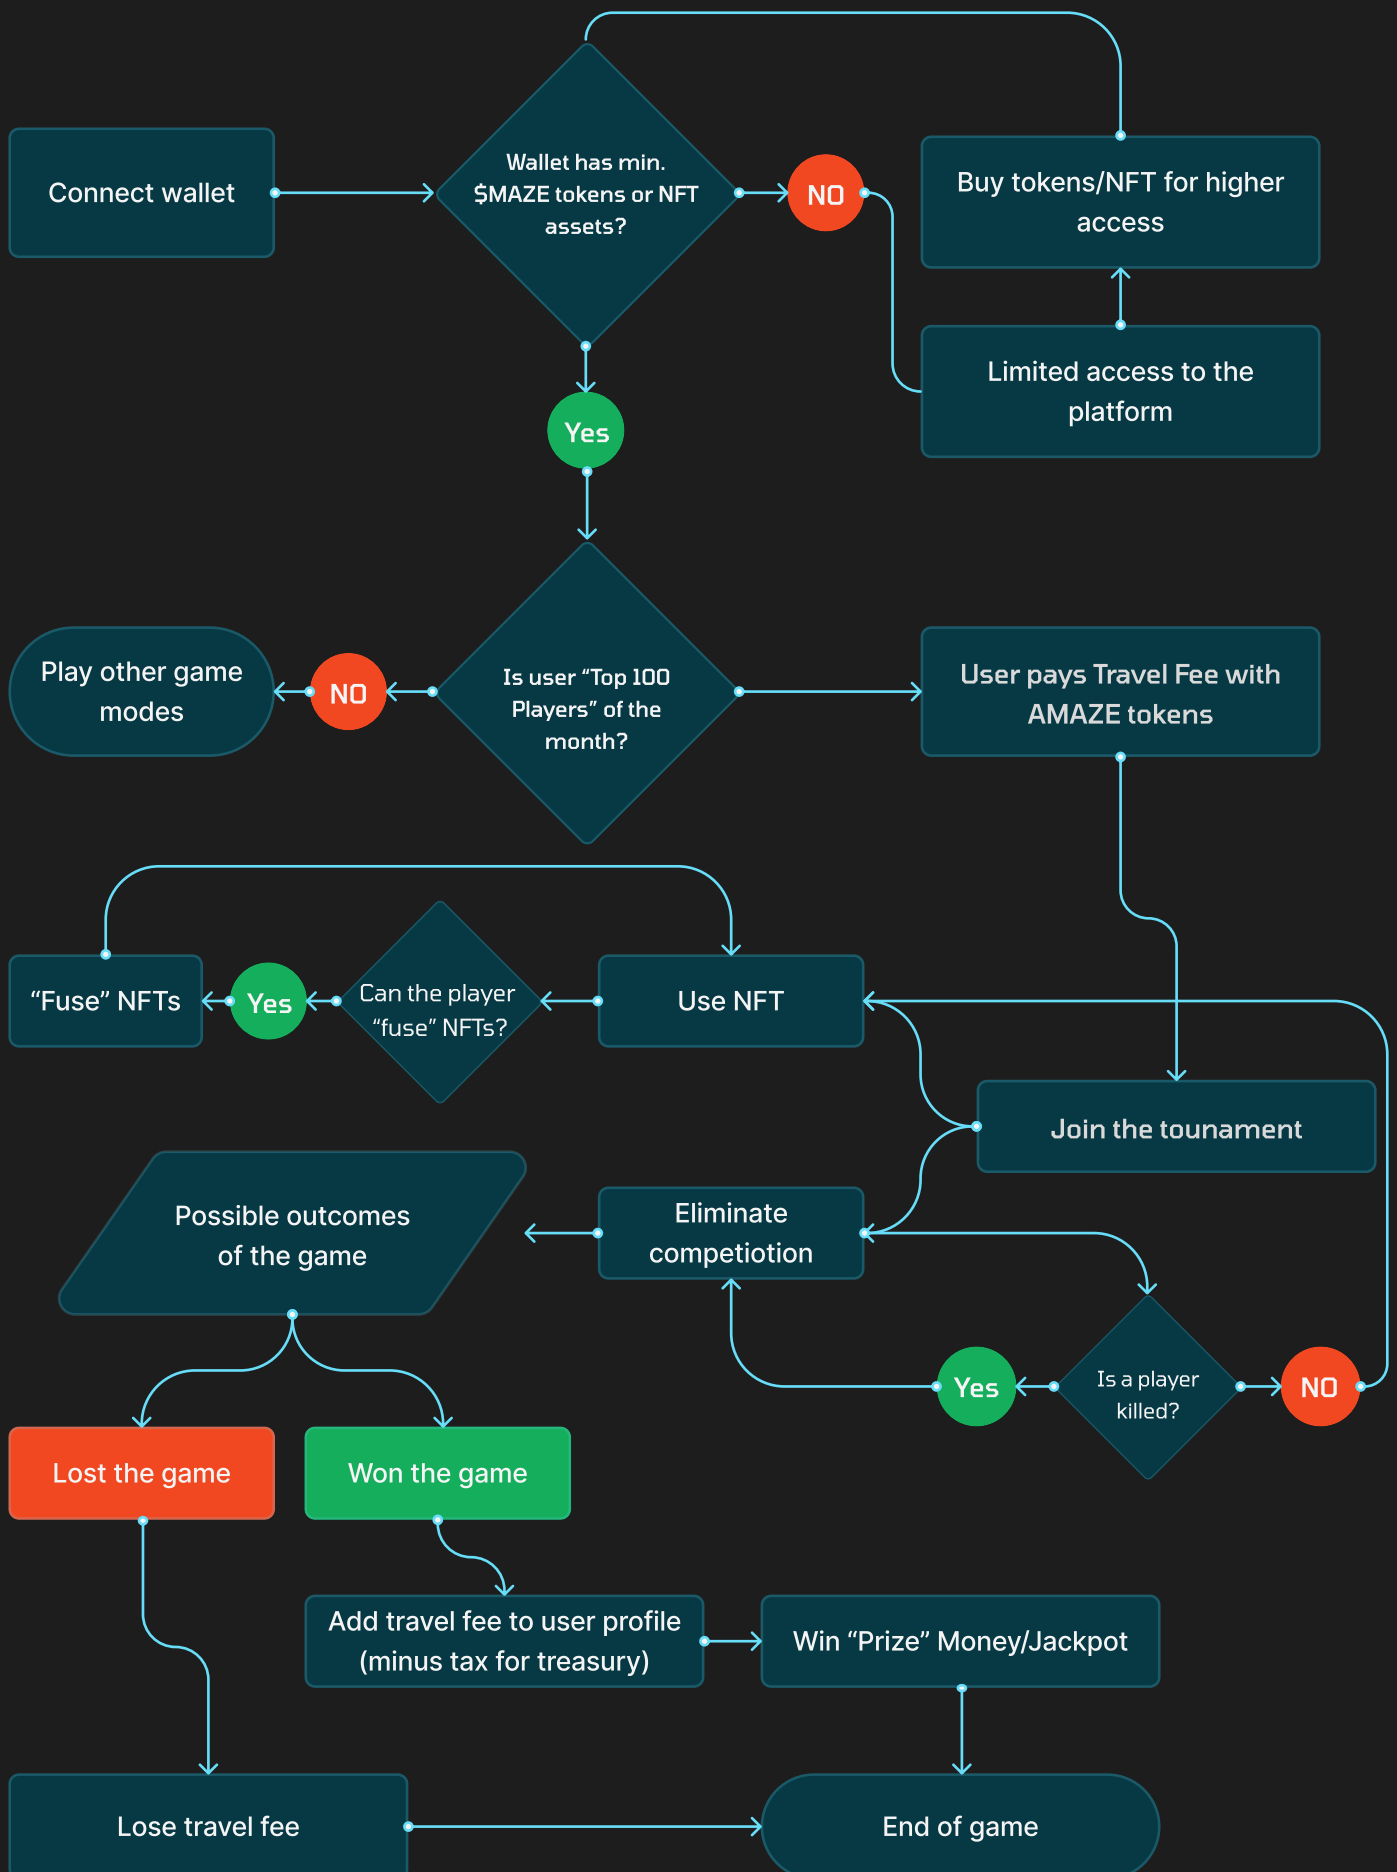 Connect wallet
Wallet has min.
$MAZE tokens or NFT
assets?
NO
Buy tokens/NFT for higher
access
Limited access to the
platform
Yes
Play other game
modes
NO
Is user “Top 100
Players” of the
month?
User pays Travel Fee with
AMAZE tokens
“Fuse” NFTs
Yes
Can the player
“fuse” NFTs?
Use NFT
Join the tounament
Possible outcomes
of the game
Eliminate
competiotion
Yes
Is a player
killed?
NO
Lost the game
Won the game
Add travel fee to user profile
(minus tax for treasury)
Win “Prize” Money/Jackpot
Lose travel fee
End of game